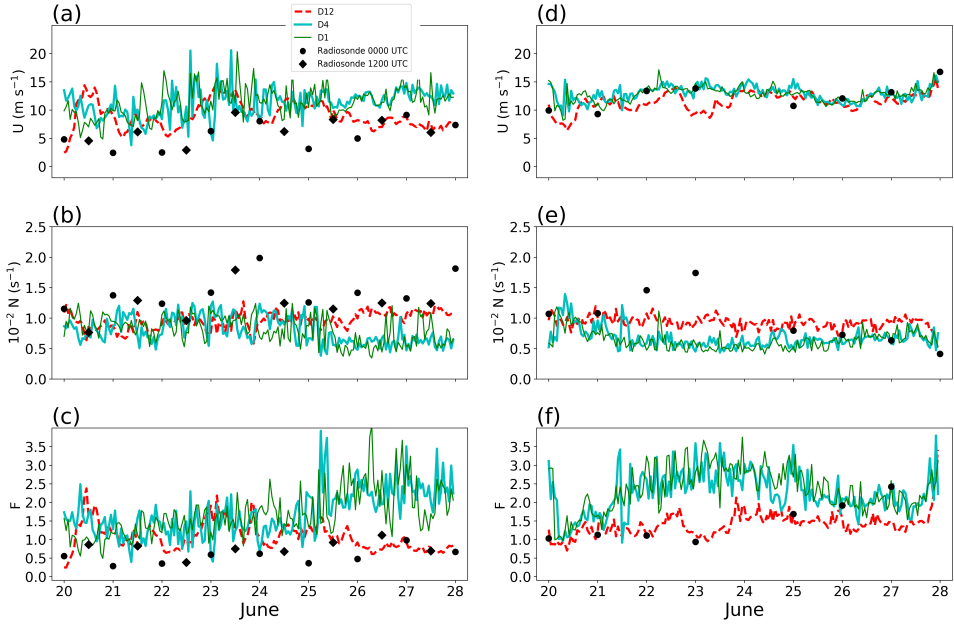 (a)
D12
D4
D1
Radiosonde 0000 UTC
Radiosonde 1200 UTC
U (m s⁻¹)
20
15
10
5
0
(d)
U (m s⁻¹)
20
15
10
5
0
(b)
10⁻² N (s⁻¹)
2.5
2.0
1.5
1.0
0.5
0.0
(e)
10⁻² N (s⁻¹)
2.5
2.0
1.5
1.0
0.5
0.0
(c)
F
3.5
3.0
2.5
2.0
1.5
1.0
0.5
0.0
20 21 22 23 24 25 26 27 28
June
(f)
F
3.5
3.0
2.5
2.0
1.5
1.0
0.5
0.0
20 21 22 23 24 25 26 27 28
June